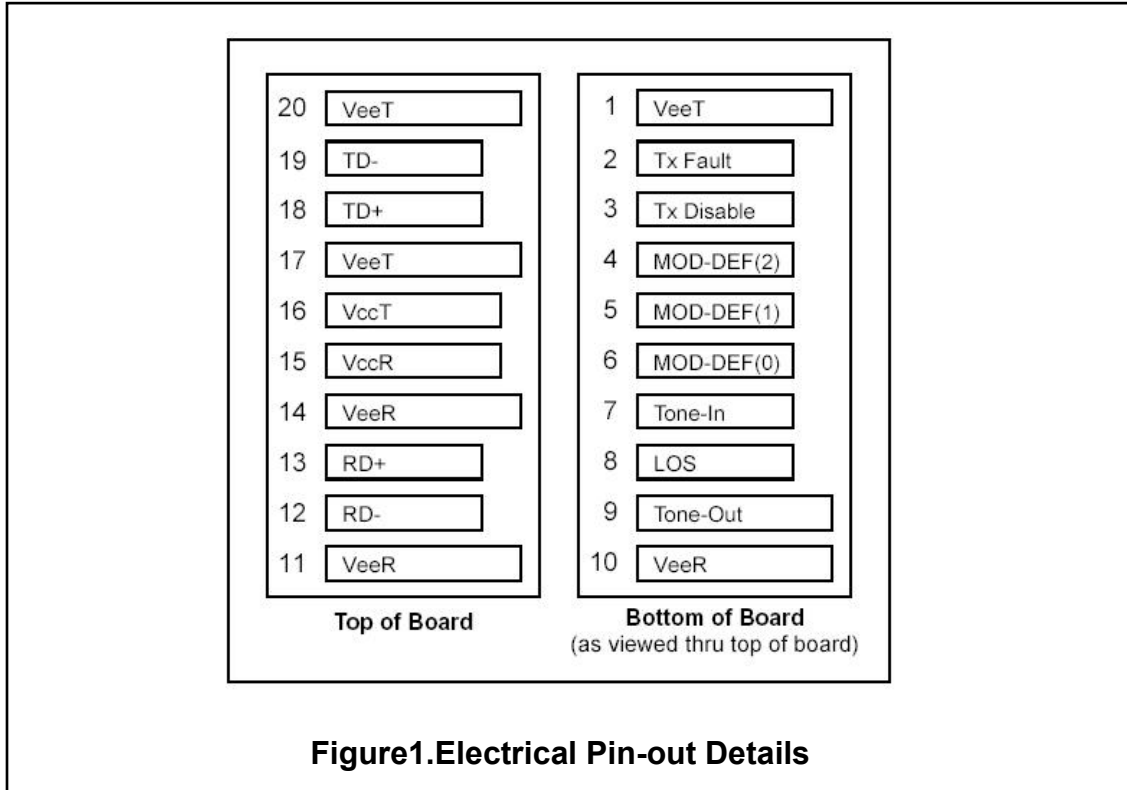 20 VeeT
19 TD-
18 TD+
17 VeeT
16 VccT
15 VccR
14 VeeR
13 RD+
12 RD-
11 VeeR
Top of Board
1 VeeT
2 Tx Fault
3 Tx Disable
4 MOD-DEF(2)
5 MOD-DEF(1)
6 MOD-DEF(0)
7 Tone-In
8 LOS
9 Tone-Out
10 VeeR
Bottom of Board
(as viewed thru top of board)
Figure1.Electrical Pin-out Details